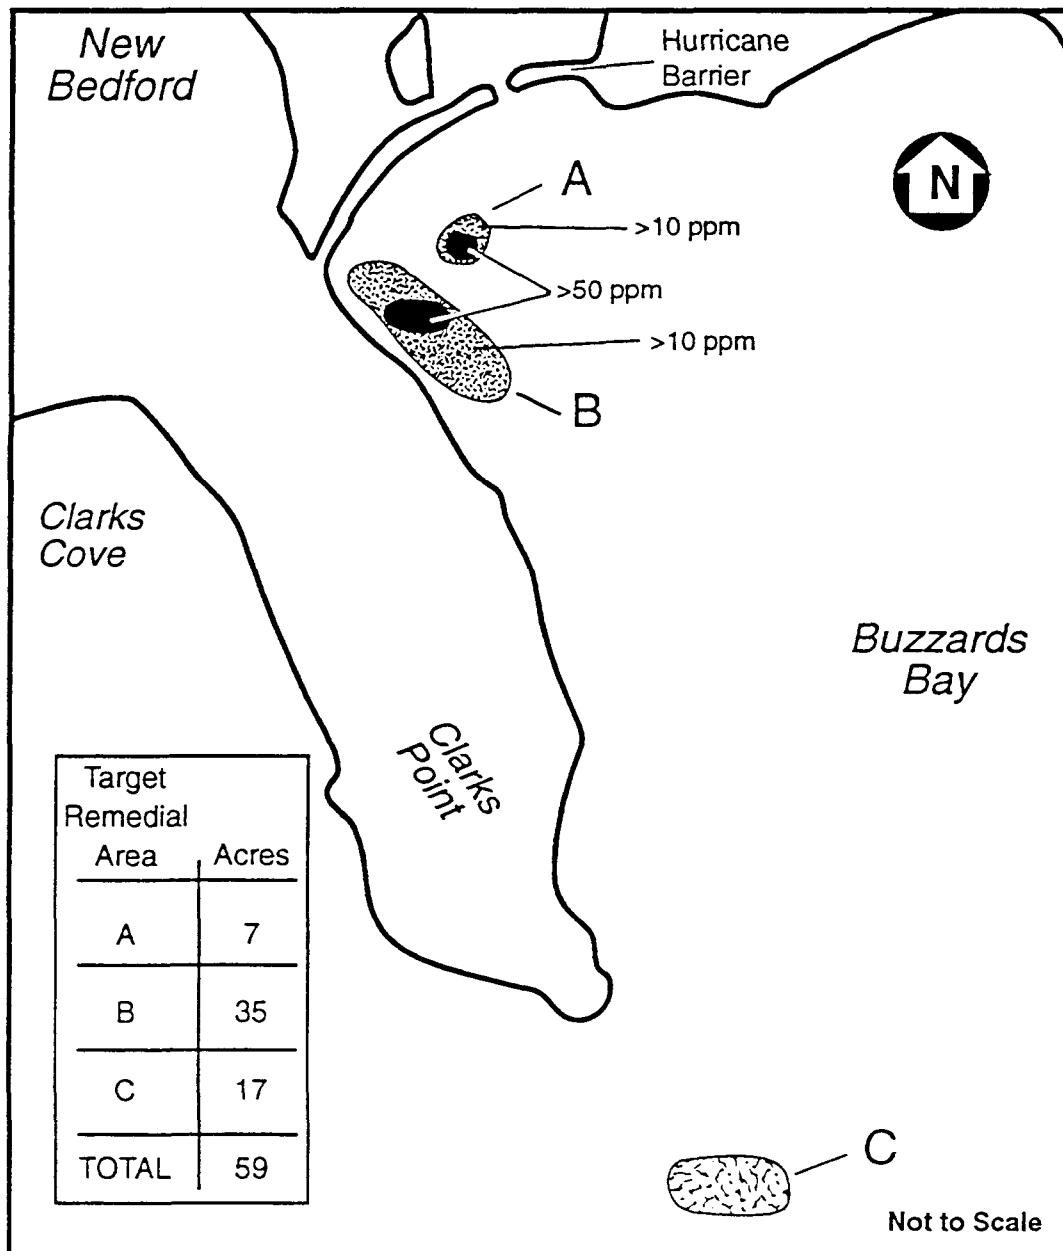 New
Bedford
Hurricane
Barrier
N
A
>10 ppm
>50 ppm
>10 ppm
B
Clarks
Cove
Buzzards
Bay
Clarks
Point
Target
Remedial
Area Acres
A 7
B 35
C 17
TOTAL 59
C
Not to Scale